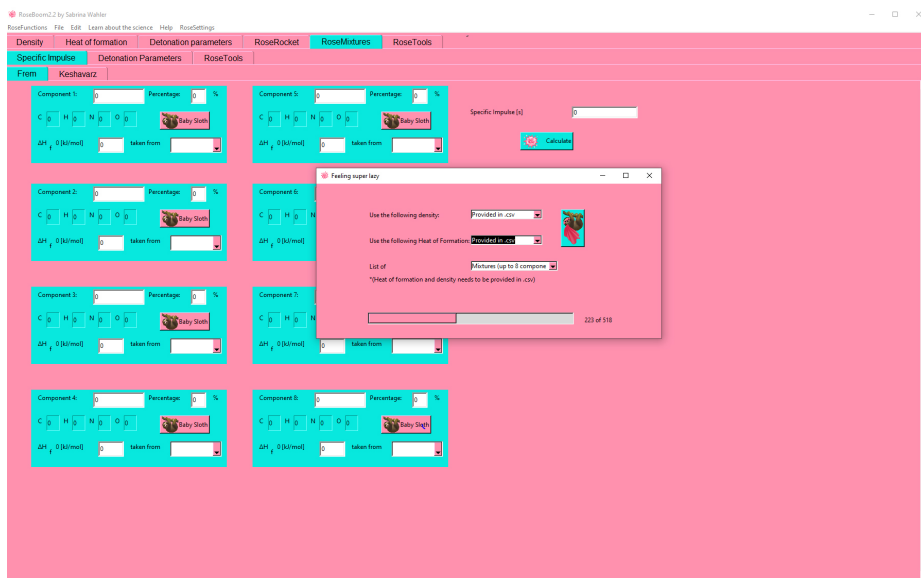 RoseBoom2.2 by Sabrina Wahler
RoseFunctions File Edit Learn about the science Help RoseSettings
Density Heat of formation Detonation parameters RoseRocket RoseMixtures RoseTools
Specific Impulse Detonation Parameters RoseTools
Frem Keshavarz
Component 1: 0 Percentage: 0 %
C 0 H 0 N 0 O 0 Baby Sloth
ΔH f 0 [kJ/mol] 0 taken from
Component 5: 0 Percentage: 0 %
C 0 H 0 N 0 O 0 Baby Sloth
ΔH f 0 [kJ/mol] 0 taken from
Specific Impulse [s] 0
Calculate
Component 2: 0 Percentage: 0 %
C 0 H 0 N 0 O 0 Baby Sloth
ΔH f 0 [kJ/mol] 0 taken from
Component 6:
C 0 H 0 N
ΔH f 0 [kJ/mol]
Feeling super lazy
Use the following density: Provided in .csv
Use the following Heat of Formation: Provided in .csv
List of Mixtures (up to 8 compone
*(Heat of formation and density needs to be provided in .csv)
223 of 518
Component 3: 0 Percentage: 0 %
C 0 H 0 N 0 O 0 Baby Sloth
ΔH f 0 [kJ/mol] 0 taken from
Component 7:
C 0 H 0 N
ΔH f 0 [kJ/mol] 0 taken from
Component 4: 0 Percentage: 0 %
C 0 H 0 N 0 O 0 Baby Sloth
ΔH f 0 [kJ/mol] 0 taken from
Component 8: 0 Percentage: 0 %
C 0 H 0 N 0 O 0 Baby Sloth
ΔH f 0 [kJ/mol] 0 taken from